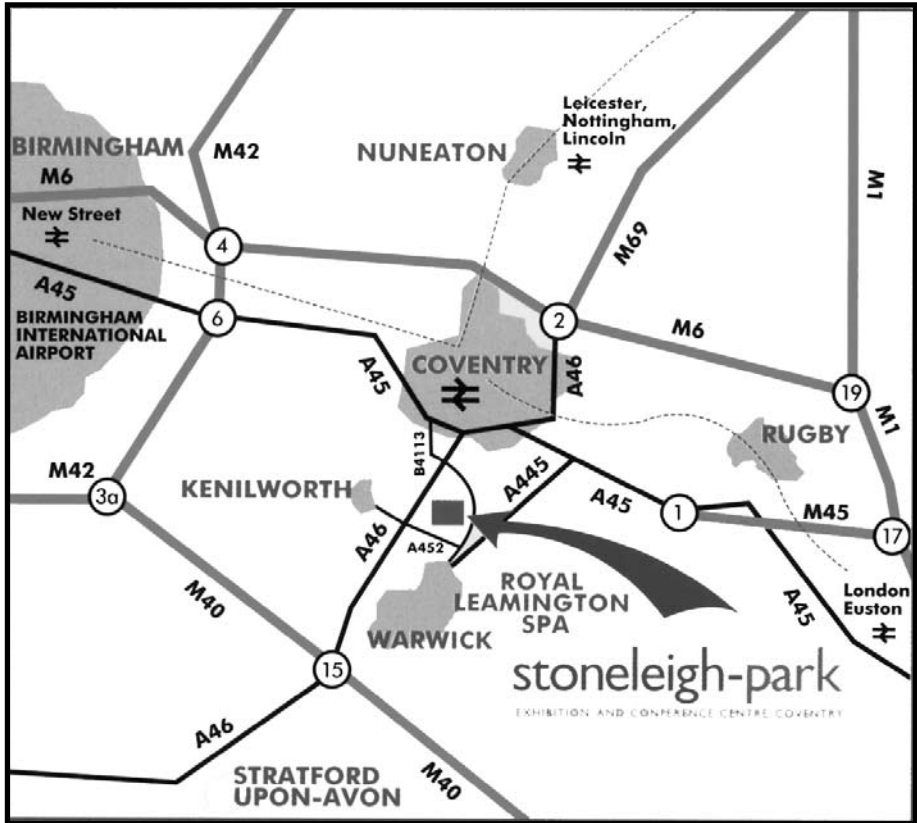 Leicester,
Nottingham,
Lincoln
BIRMINGHAM
M42
NUNEATON
M6
New Street
4
M69
M1
A45
6
2
M6
BIRMINGHAM
INTERNATIONAL
AIRPORT
A45
COVENTRY
A46
19
M1
RUGBY
B4113
A445
M42
3a
KENILWORTH
A46
A452
A45
1
M45
17
M40
ROYAL
LEAMINGTON
SPA
WARWICK
A45
London
Euston
15
stoneleigh-park
EXHIBITION AND CONFERENCE CENTRE, COVENTRY
A46
M40
STRATFORD
UPON-AVON